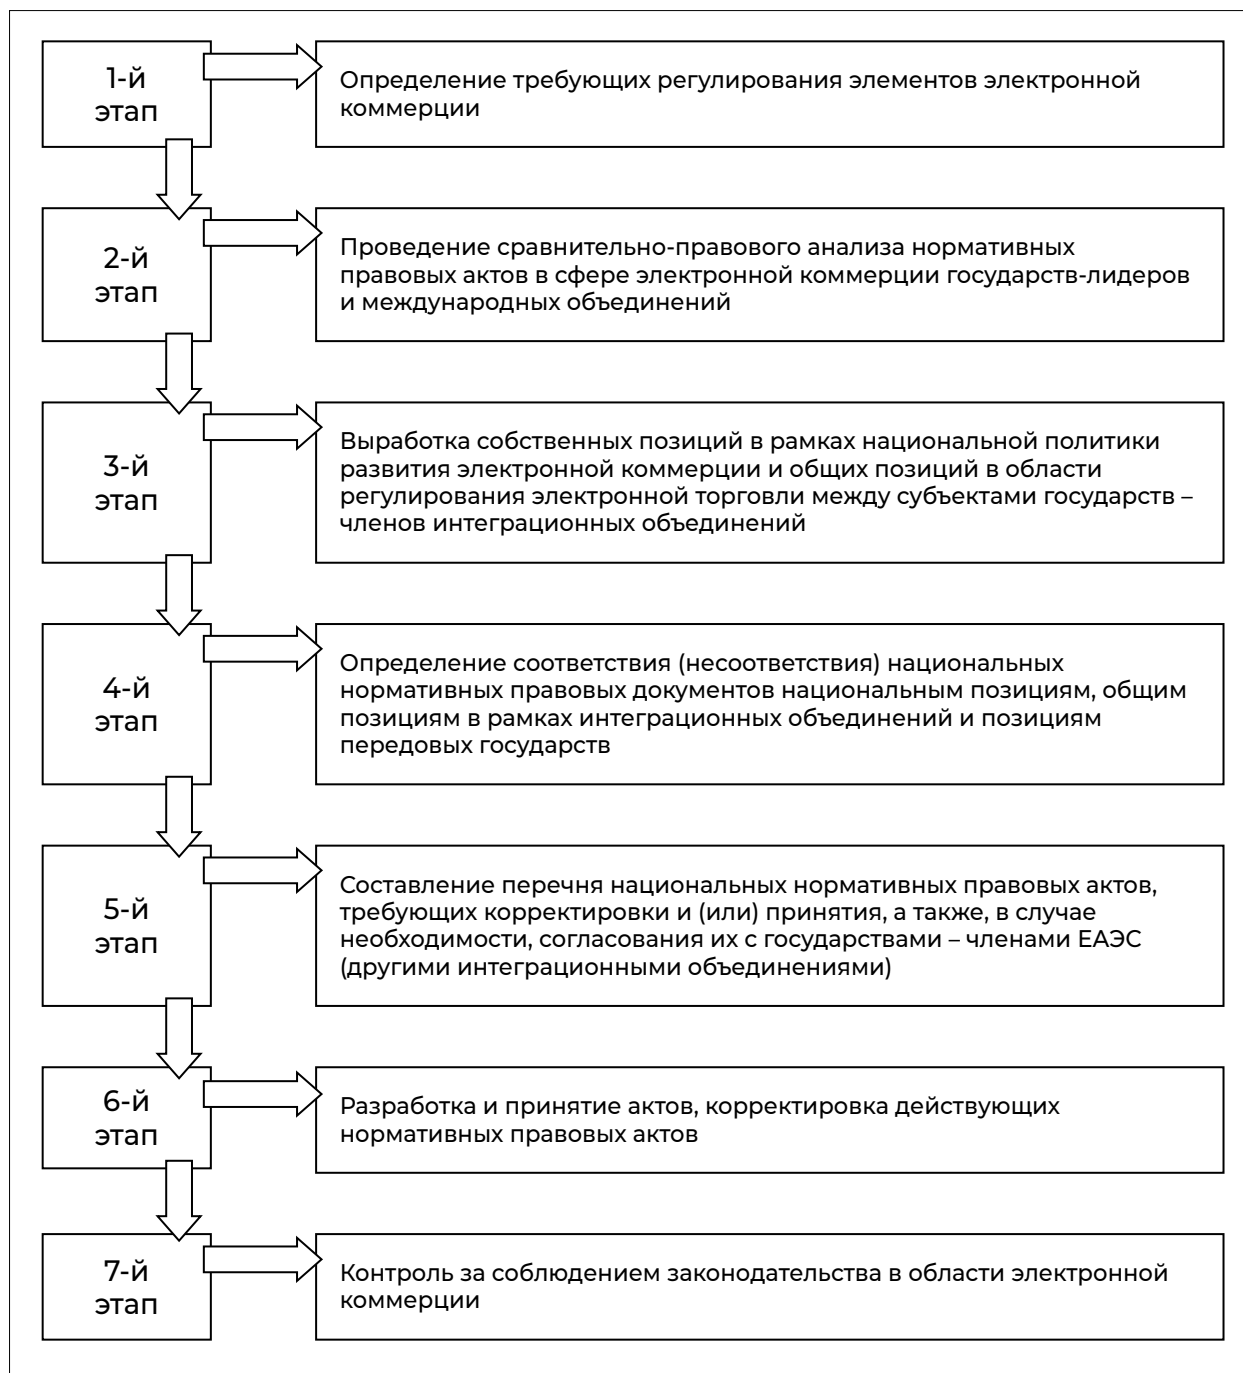 1-й
этап
Определение требующих регулирования элементов электронной
коммерции
2-й
этап
Проведение сравнительно-правового анализа нормативных
правовых актов в сфере электронной коммерции государств-лидеров
и международных объединений
3-й
этап
Выработка собственных позиций в рамках национальной политики
развития электронной коммерции и общих позиций в области
регулирования электронной торговли между субъектами государств –
членов интеграционных объединений
4-й
этап
Определение соответствия (несоответствия) национальных
нормативных правовых документов национальным позициям, общим
позициям в рамках интеграционных объединений и позициям
передовых государств
5-й
этап
Составление перечня национальных нормативных правовых актов,
требующих корректировки и (или) принятия, а также, в случае
необходимости, согласования их с государствами – членами ЕАЭС
(другими интеграционными объединениями)
6-й
этап
Разработка и принятие актов, корректировка действующих
нормативных правовых актов
7-й
этап
Контроль за соблюдением законодательства в области электронной
коммерции